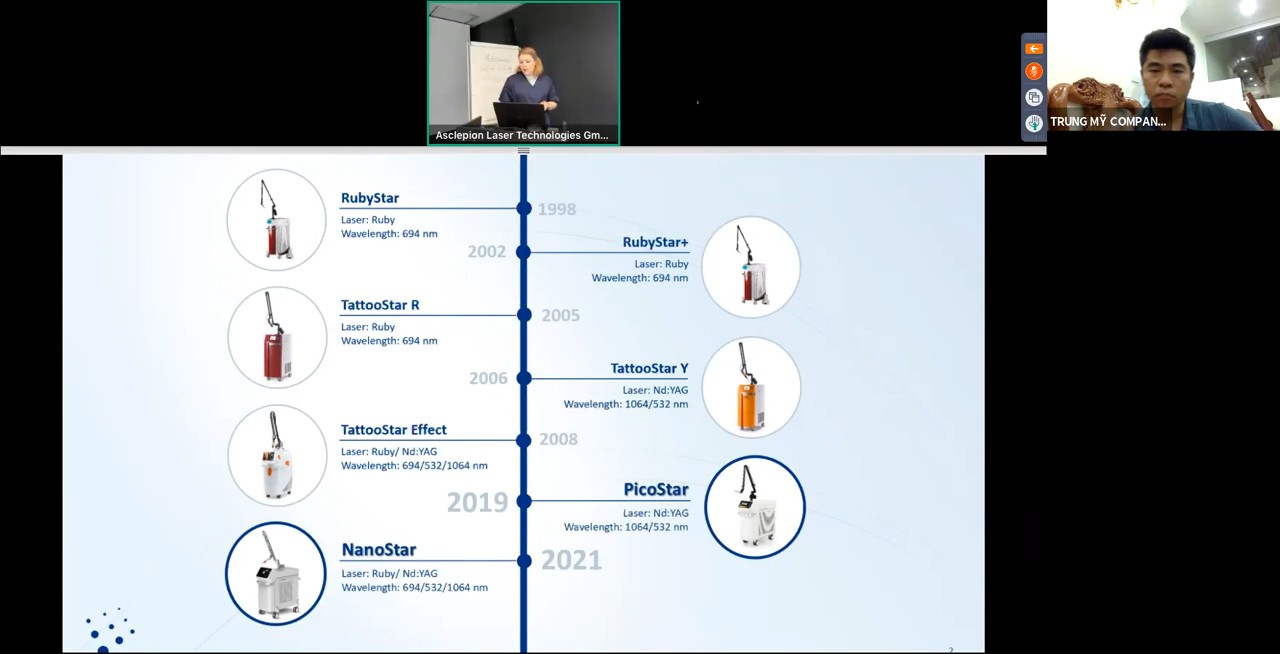 Asclepion Laser Technologies Gm...
TRUNG MỸ COMPAN...
RubyStar
Laser: Ruby
Wavelength: 694 nm
1998
2002
RubyStar+
Laser: Ruby
Wavelength: 694 nm
TattooStar R
Laser: Ruby
Wavelength: 694 nm
2005
2006
TattooStar Y
Laser: Nd:YAG
Wavelength: 1064/532 nm
TattooStar Effect
Laser: Ruby/ Nd:YAG
Wavelength: 694/532/1064 nm
2008
2019
PicoStar
Laser: Nd:YAG
Wavelength: 1064/532 nm
NanoStar
Laser: Ruby/ Nd:YAG
Wavelength: 694/532/1064 nm
2021
2